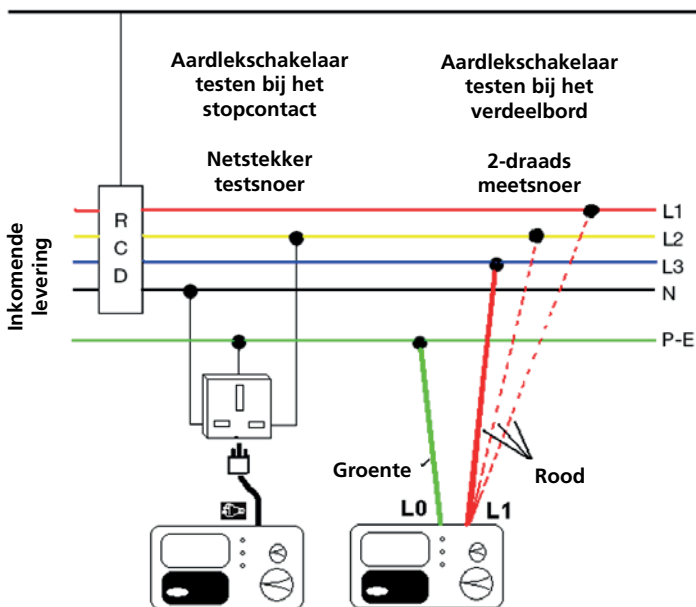 Aardlekschakelaar
testen bij het
stopcontact
Netstekker
testsnoer
Aardlekschakelaar
testen bij het
verdeelbord
2-draads
meetsnoer
Inkomende
levering
R
C
D
L1
L2
L3
N
P-E
Groente
Rood
L0
L1